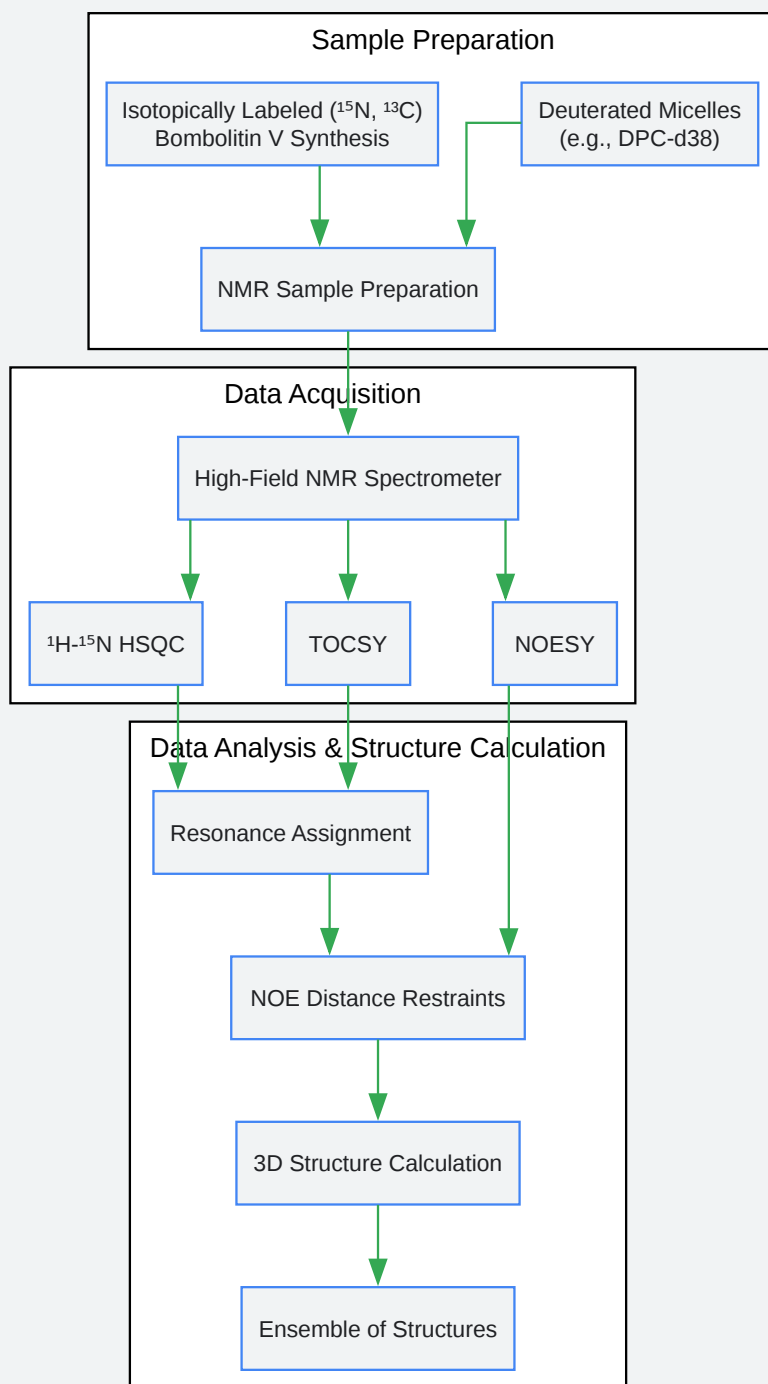 Sample Preparation
Isotopically Labeled (¹⁵N, ¹³C)
Bombolitin V Synthesis
Deuterated Micelles
(e.g., DPC-d38)
NMR Sample Preparation
Data Acquisition
High-Field NMR Spectrometer
¹H-¹⁵N HSQC
TOCSY
NOESY
Data Analysis & Structure Calculation
Resonance Assignment
NOE Distance Restraints
3D Structure Calculation
Ensemble of Structures